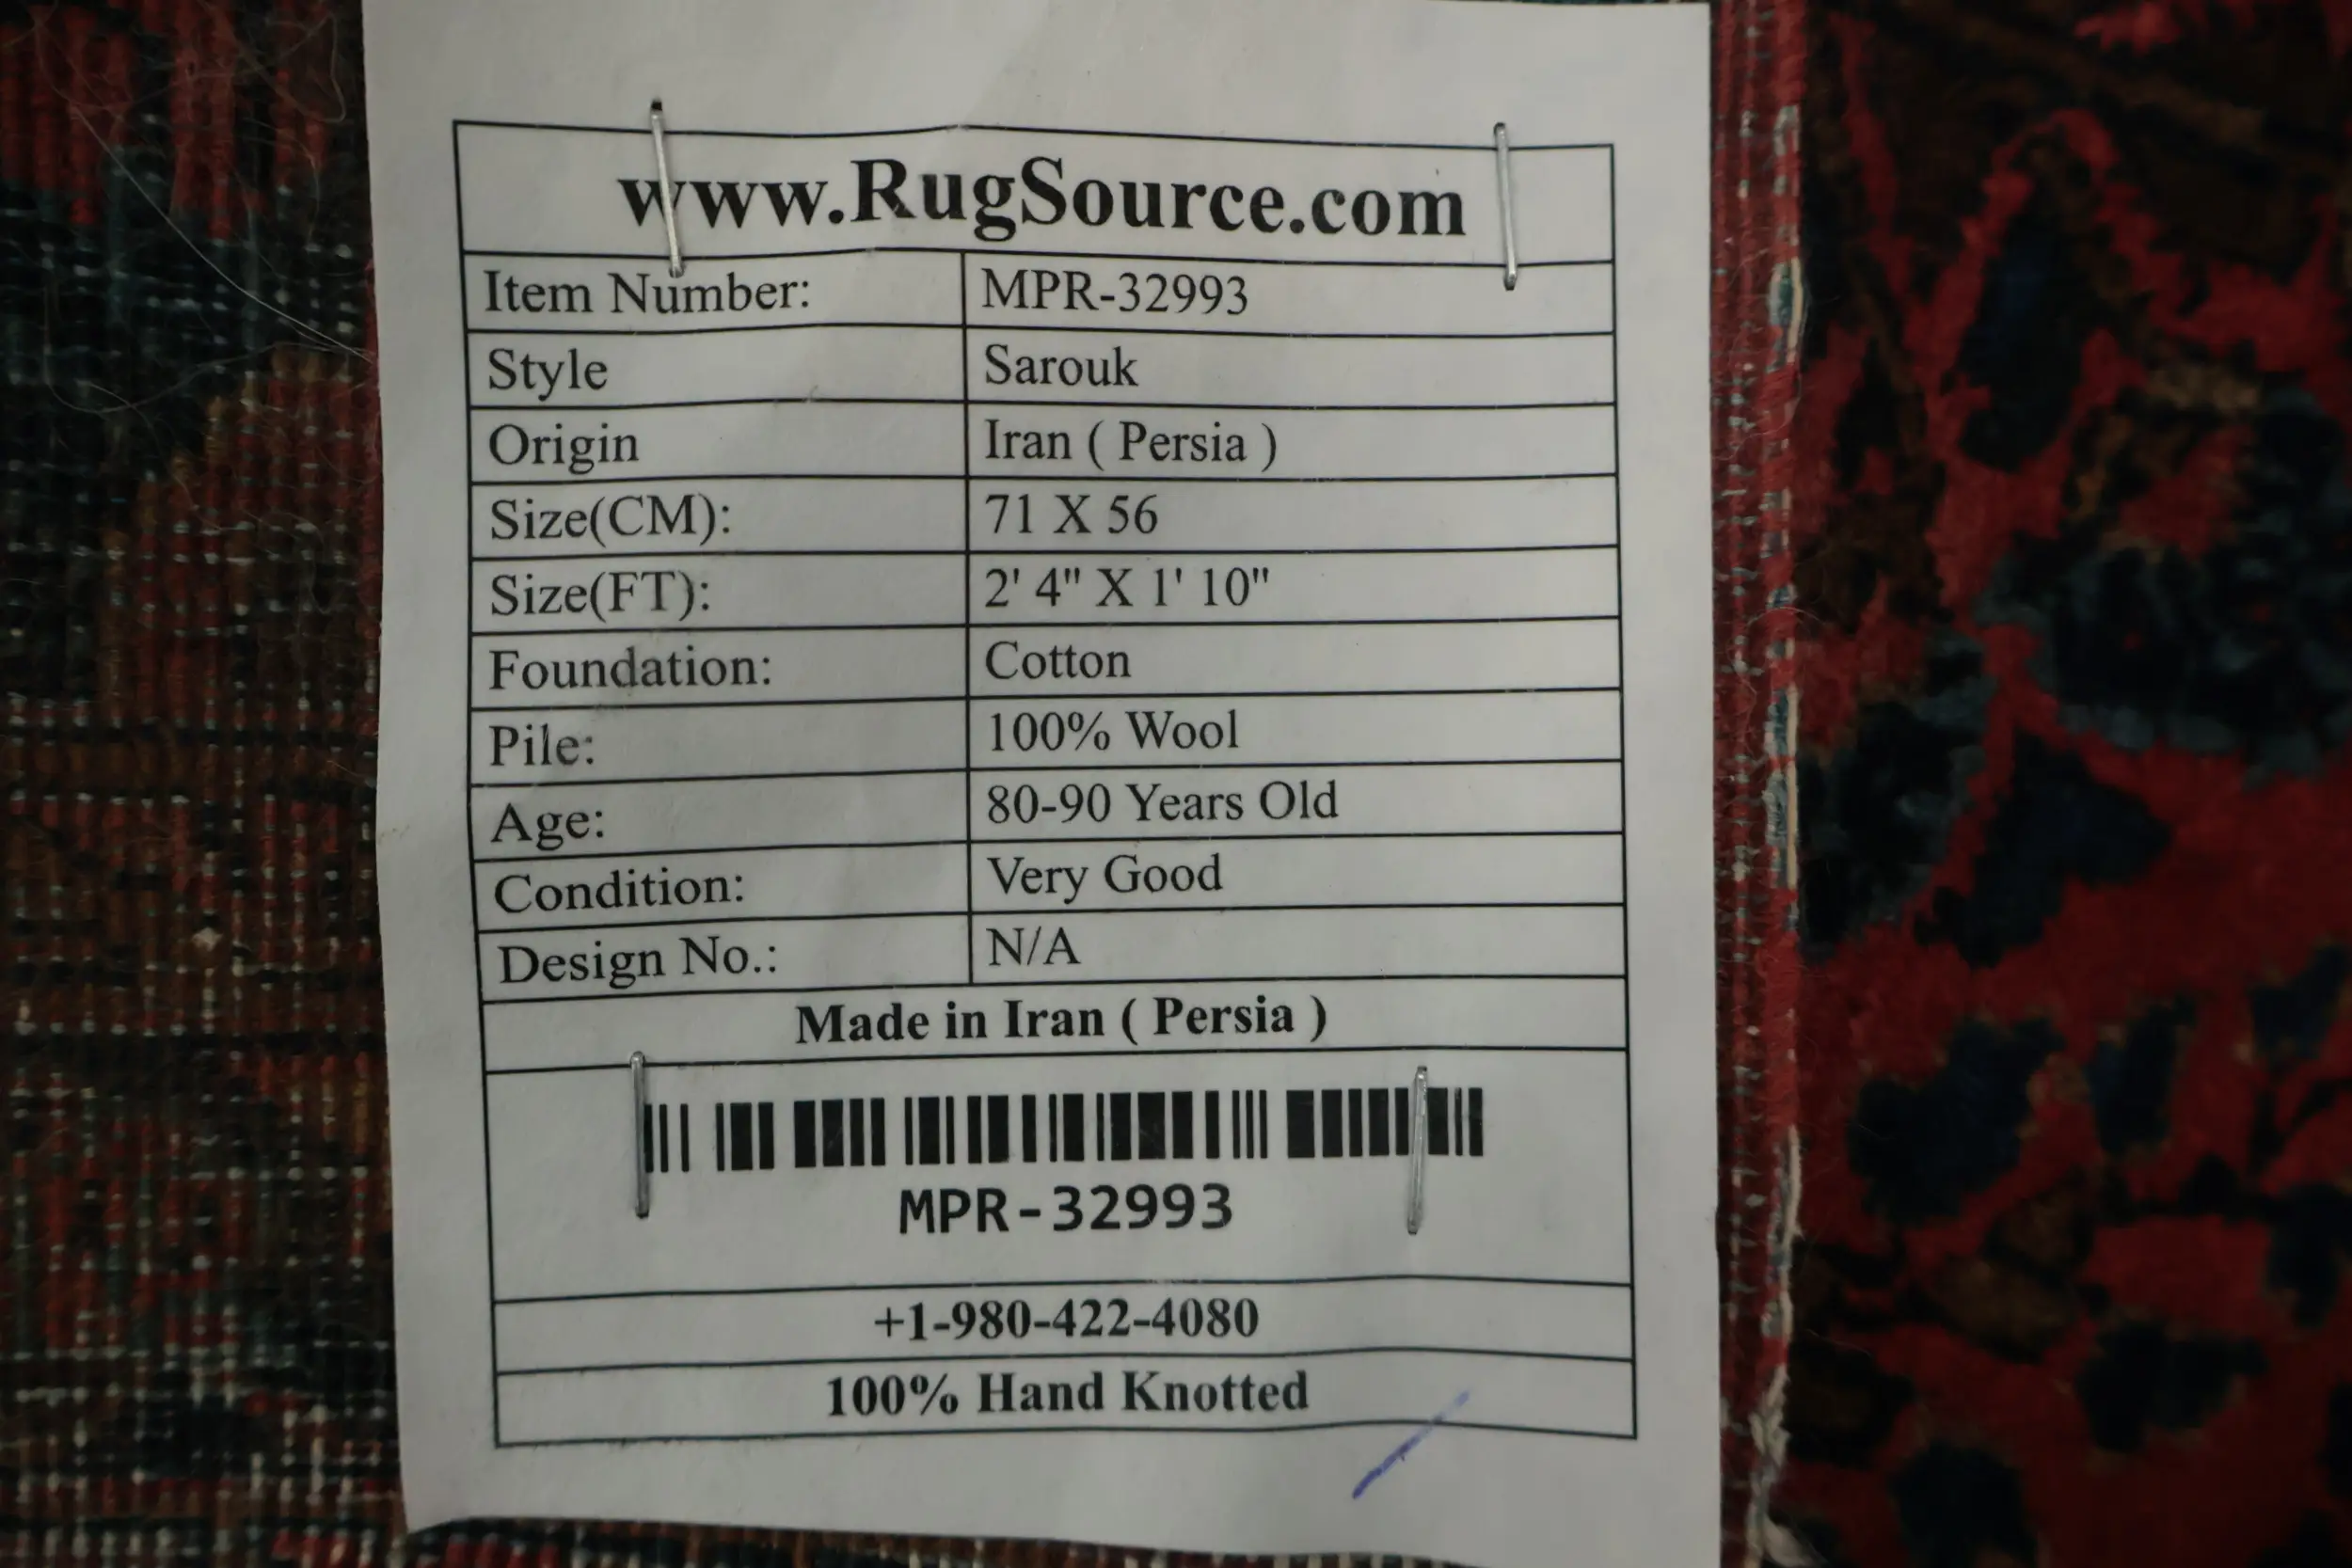 www.RugSource.com
Item Number: MPR-32993
Style Sarouk
Origin Iran ( Persia )
Size(CM): 71 X 56
Size(FT): 2' 4" X 1' 10"
Foundation: Cotton
Pile: 100% Wool
Age: 80-90 Years Old
Condition: Very Good
Design No.: N/A
Made in Iran ( Persia )
MPR-32993
+1-980-422-4080
100% Hand Knotted